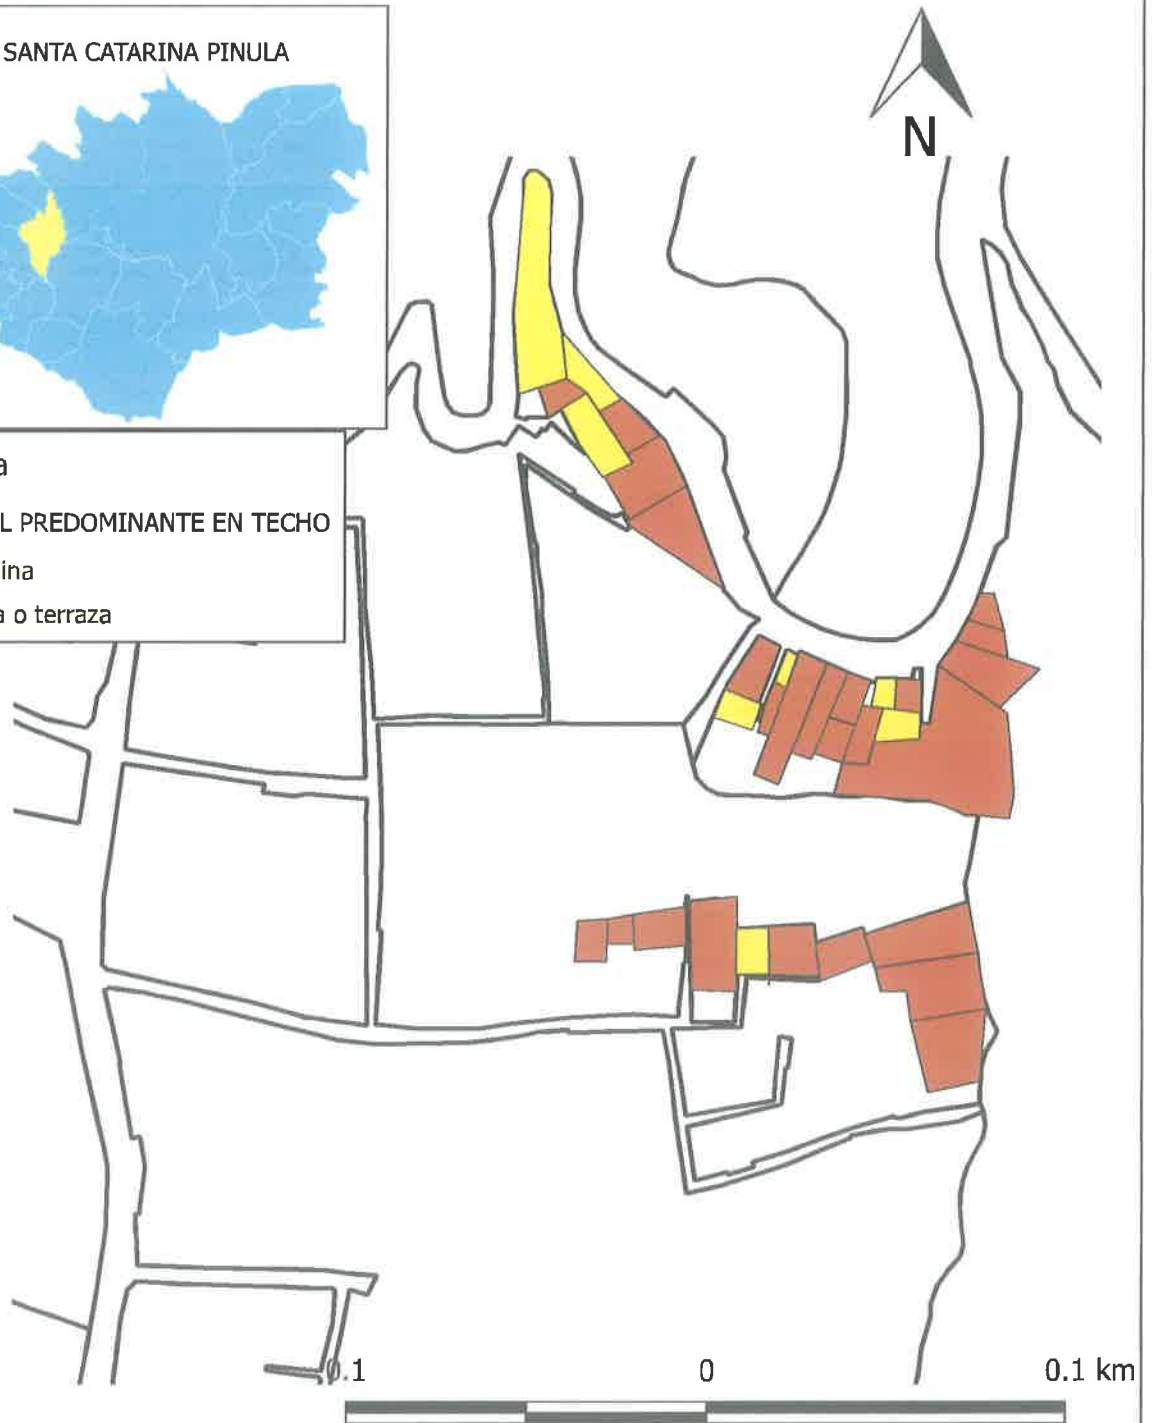 SANTA CATARINA PINULA
N
a
L PREDOMINANTE EN TECHO
ina
a o terraza
0.1 0 0.1 km